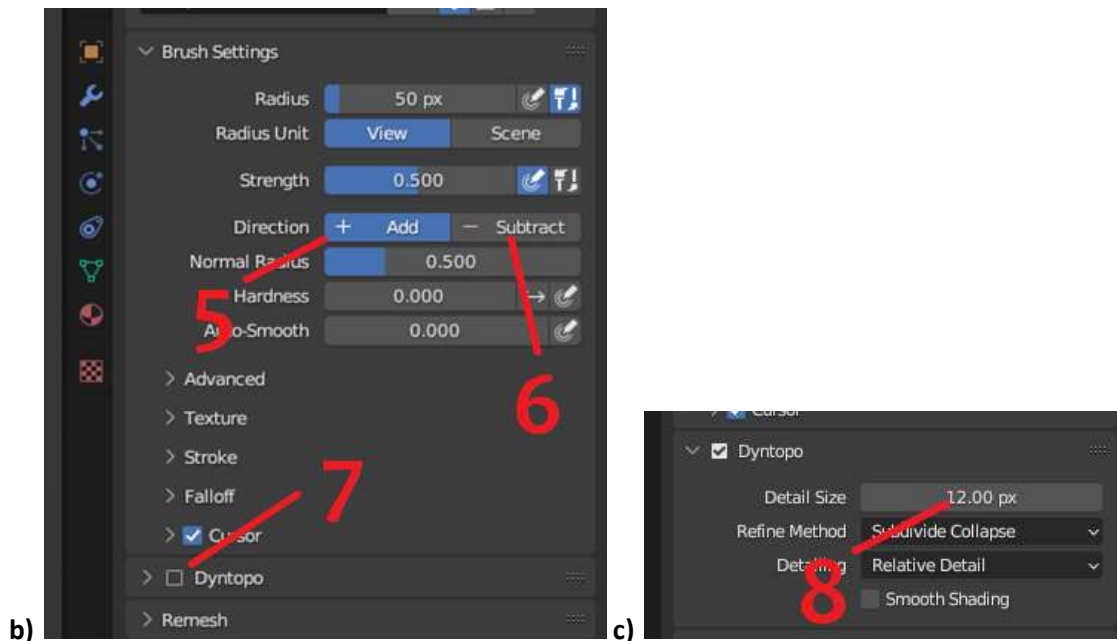 Brush Settings
Radius 50 px
Radius Unit View Scene
Strength 0.500
Direction + Add − Subtract
Normal Radius 0.500
5 Hardness 0.000
Auto-Smooth 0.000
> Advanced
6
> Texture
> Stroke
7
> Falloff
> Cursor
> Dyntopo
> Remesh
b)
Cursor
Dyntopo
Detail Size 12.00 px
Refine Method Subdivide Collapse
Detailing Relative Detail
8 Smooth Shading
c)